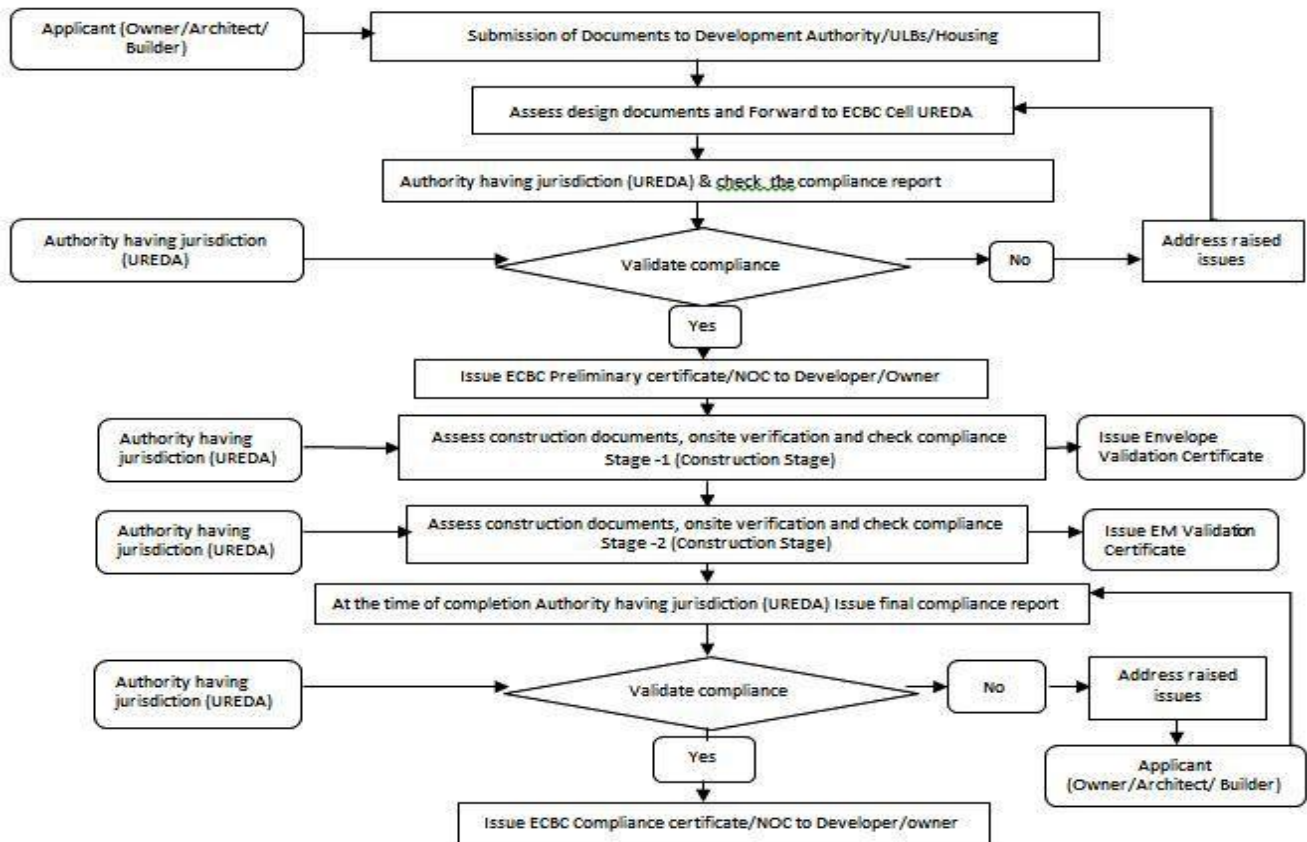 Applicant (Owner/Architect/
Builder)
Submission of Documents to Development Authority/ULBs/Housing
Assess design documents and Forward to ECBC Cell UREDA
Authority having jurisdiction (UREDA) & check the compliance report
Authority having jurisdiction
(UREDA)
Validate compliance
No
Address raised
issues
Yes
Issue ECBC Preliminary certificate/NOC to Developer/Owner
Authority having
jurisdiction (UREDA)
Assess construction documents, onsite verification and check compliance
Stage -1 (Construction Stage)
Issue Envelope
Validation Certificate
Authority having
jurisdiction (UREDA)
Assess construction documents, onsite verification and check compliance
Stage -2 (Construction Stage)
Issue EM Validation
Certificate
At the time of completion Authority having jurisdiction (UREDA) Issue final compliance report
Authority having
jurisdiction (UREDA)
Validate compliance
No
Address raised
issues
Yes
Applicant
(Owner/Architect/ Builder)
Issue ECBC Compliance certificate/NOC to Developer/owner